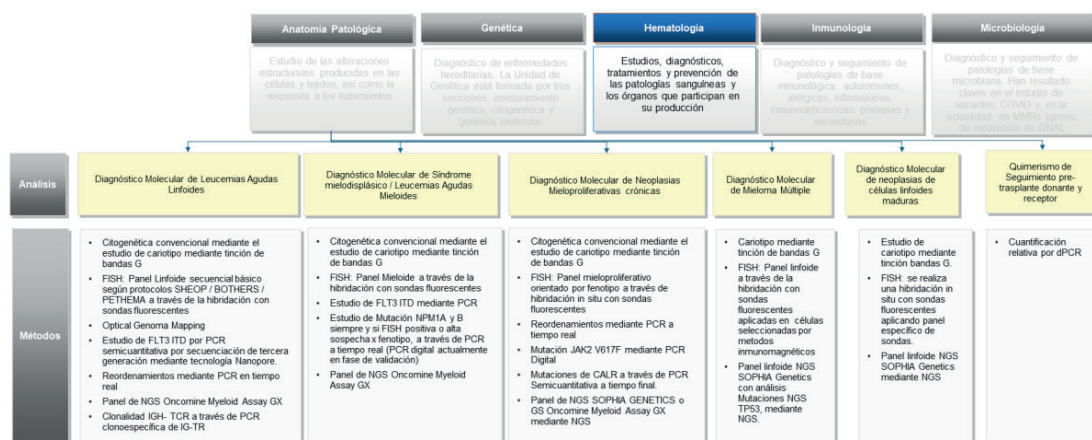 Anatomía Patológica
Genética
Hematología
Inmunología
Microbiología
Estudio de las alteraciones
estructurales producidas en las
células y tejidos, así como la
respuesta a los tratamientos
Diagnóstico de enfermedades
hereditarias. La Unidad de
Genética está formada por tres
secciones: asesoramiento
genético, citogenética y
genética molecular
Estudios, diagnósticos,
tratamientos y prevención de
las patologías sanguíneas y
los órganos que participan en
su producción
Diagnóstico y seguimiento de
patologías de base
inmunológica: autoinmunes,
alérgicas, inflamatorias,
inmunodeficiencias primarias y
secundarias
Diagnóstico y seguimiento de
patologías de base
microbiana. Han resultado
claves en el estudio de
variantes COVID y, en la
actualidad, en MMRs (genes
de reparación de DNA)
Análisis
Diagnóstico Molecular de Leucemias Agudas
Linfoides
Diagnóstico Molecular de Síndrome
mielodisplásico / Leucemias Agudas
Mieloides
Diagnóstico Molecular de Neoplasias
Mieloproliferativas crónicas
Diagnóstico Molecular
de Mieloma Múltiple
Diagnóstico Molecular
de neoplasias de
células linfoides
maduras
Quimerismo de
Seguimiento pre-
trasplante donante y
receptor
Métodos
• Citogenética convencional mediante el
estudio de cariotipo mediante tinción de
bandas G
• FISH: Panel Linfoide secuencial básico
según protocolos SHEOP / BOTHERS /
PETHEMA a través de la hibridación con
sondas fluorescentes
• Optical Genoma Mapping
• Estudio de FLT3 ITD por PCR
semicuantitativa por secuenciación de tercera
generación mediante tecnología Nanopore.
• Reordenamientos mediante PCR en tiempo
real
• Panel de NGS Oncomine Myeloid Assay GX
• Clonalidad IGH- TCR a través de PCR
clonoespecífica de IG-TR
• Citogenética convencional mediante el
estudio de cariotipo mediante tinción
de bandas G
• FISH: Panel Mieloide a través de la
hibridación con sondas fluorescentes
• Estudio de FLT3 ITD mediante PCR
• Estudio de Mutación NPM1A y B
siempre y si FISH positiva o alta
sospecha x fenotipo, a través de PCR
a tiempo real (PCR digital actualmente
en fase de validación)
• Panel de NGS Oncomine Myeloid
Assay GX
• Citogenética convencional mediante el
estudio de cariotipo mediante tinción de
bandas G
• FISH: Panel mieloproliferativo
orientado por fenotipo a través de
hibridación in situ con sondas
fluorescentes
• Reordenamientos mediante PCR a
tiempo real
• Mutación JAK2 V617F mediante PCR
Digital
• Mutaciones de CALR a través de PCR
Semicuantitativa a tiempo final.
• Panel de NGS SOPHIA GENETICS o
GS Oncomine Myeloid Assay GX
mediante NGS
• Cariotipo mediante
tinción de bandas G
• FISH: Panel linfoide
a través de la
hibridación con
sondas
fluorescentes
aplicadas en células
seleccionadas por
metodos
inmunomagnéticos
• Panel linfoide NGS
SOPHIA Genetics
con análisis
Mutaciones NGS
TP53, mediante
NGS.
• Estudio de
cariotipo mediante
tinción bandas G.
• FISH: se realiza
una hibridación in
situ con sondas
fluorescentes
aplicando panel
específico de
sondas.
• Panel linfoide NGS
SOPHIA Genetics
mediante NGS
• Cuantificación
relativa por dPCR